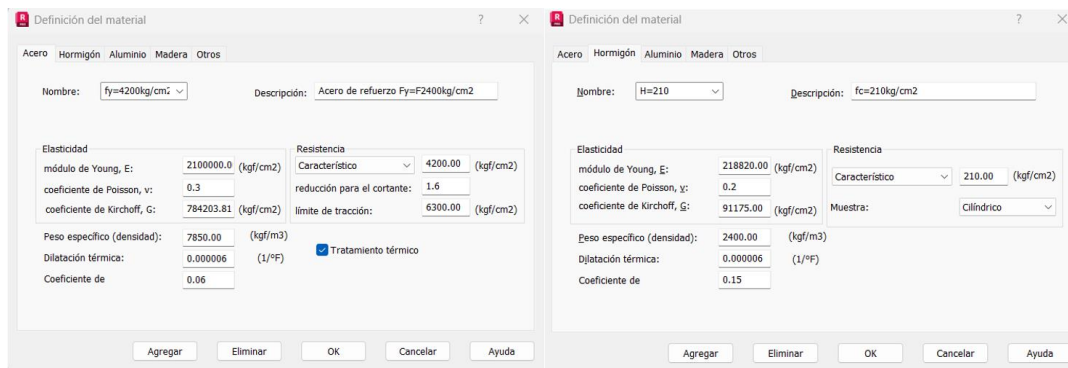 Definición del material
Acero Hormigón Aluminio Madera Otros
Nombre: fy=4200kg/cm2 Descripción: Acero de refuerzo Fy=F2400kg/cm2
Elasticidad Resistencia
módulo de Young, E: 2100000.0 (kgf/cm2) Característico 4200.00 (kgf/cm2)
coeficiente de Poisson, v: 0.3 reducción para el cortante: 1.6
coeficiente de Kirchoff, G: 784203.81 (kgf/cm2) límite de tracción: 6300.00 (kgf/cm2)
Peso específico (densidad): 7850.00 (kgf/m3)
Tratamiento térmico
Dilatación térmica: 0.000006 (1/°F)
Coeficiente de 0.06
Agregar Eliminar OK Cancelar Ayuda
Definición del material
Acero Hormigón Aluminio Madera Otros
Nombre: H=210 Descripción: fc=210kg/cm2
Elasticidad Resistencia
módulo de Young, E: 218820.00 (kgf/cm2) Característico 210.00 (kgf/cm2)
coeficiente de Poisson, v: 0.2
coeficiente de Kirchoff, G: 91175.00 (kgf/cm2) Muestra: Cilíndrico
Peso específico (densidad): 2400.00 (kgf/m3)
Dilatación térmica: 0.000006 (1/°F)
Coeficiente de 0.15
Agregar Eliminar OK Cancelar Ayuda